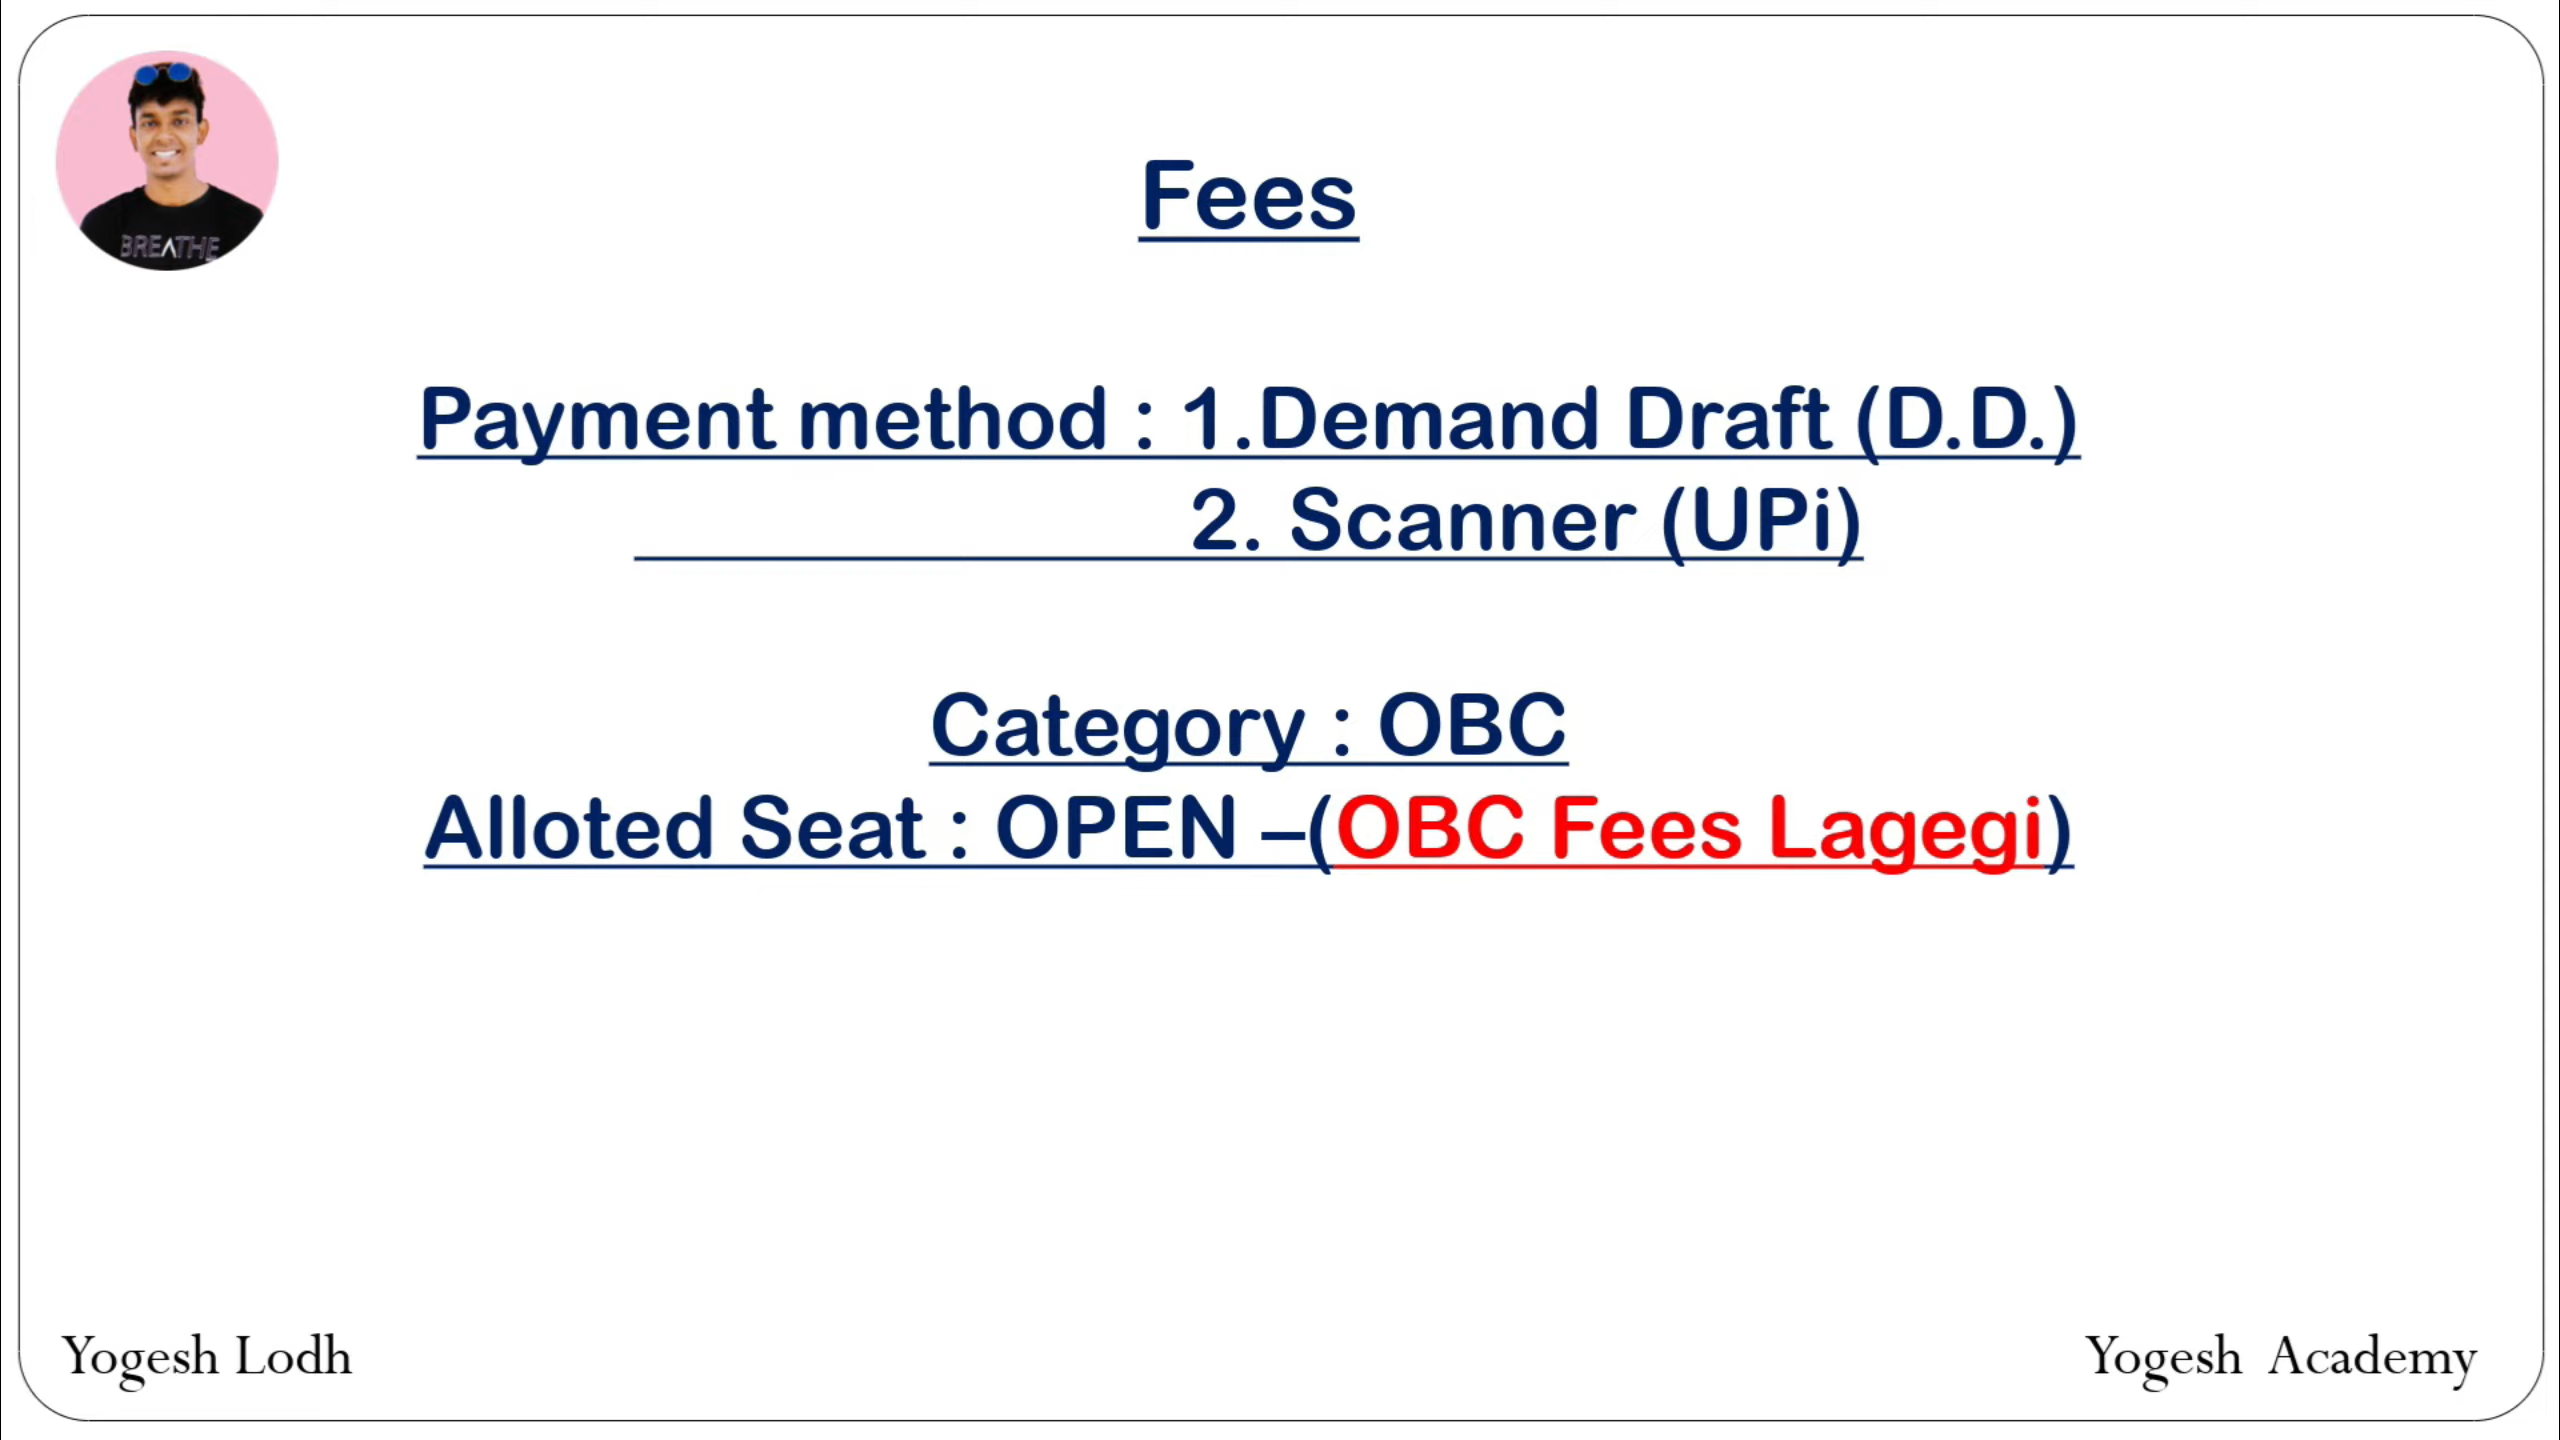 BREATHE
Fees
Payment method : 1.Demand Draft (D.D.)
2. Scanner (UPi)
Category : OBC
Alloted Seat : OPEN –(OBC Fees Lagegi)
Yogesh Lodh
Yogesh Academy